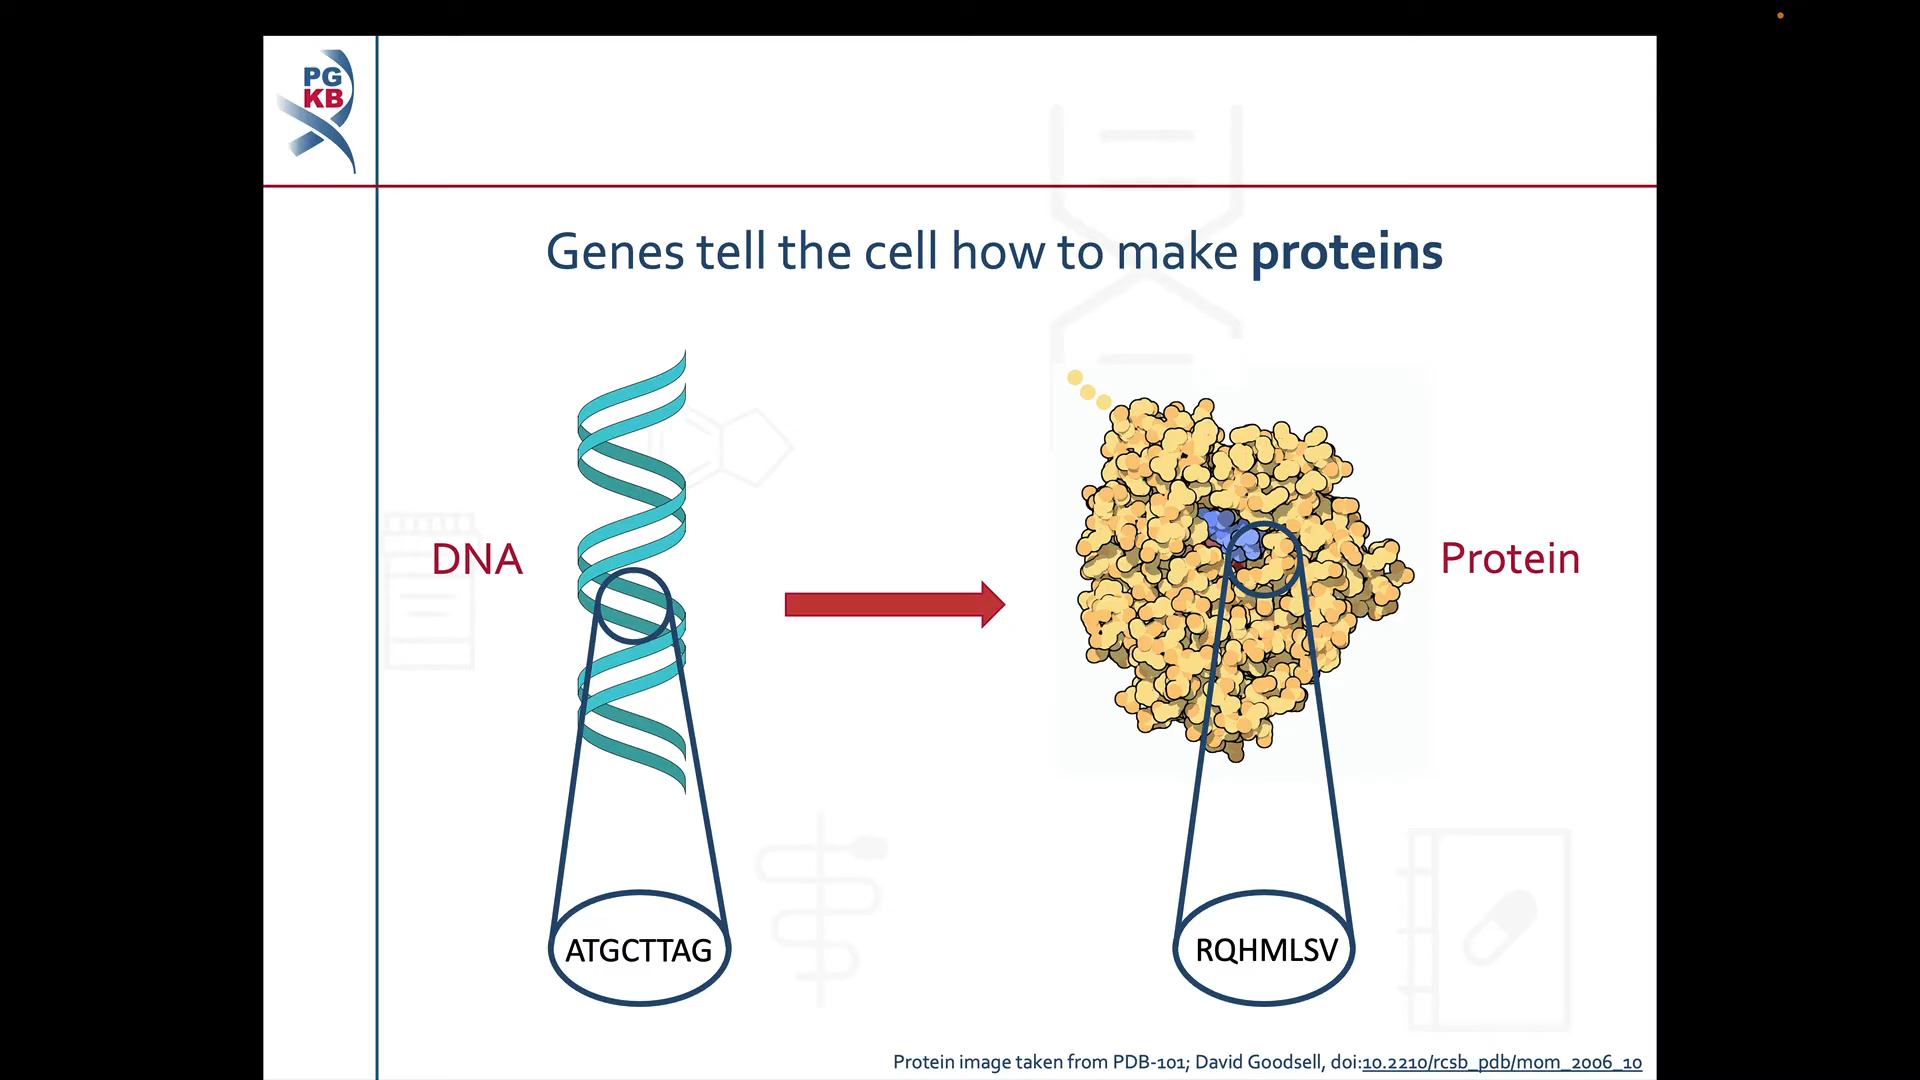 PG
KB
Genes tell the cell how to make proteins
DNA
Protein
ATGCTTAG
RQHMLSV
Protein image taken from PDB-101; David Goodsell, doi:10.2210/rcsb_pdb/mom_2006_10